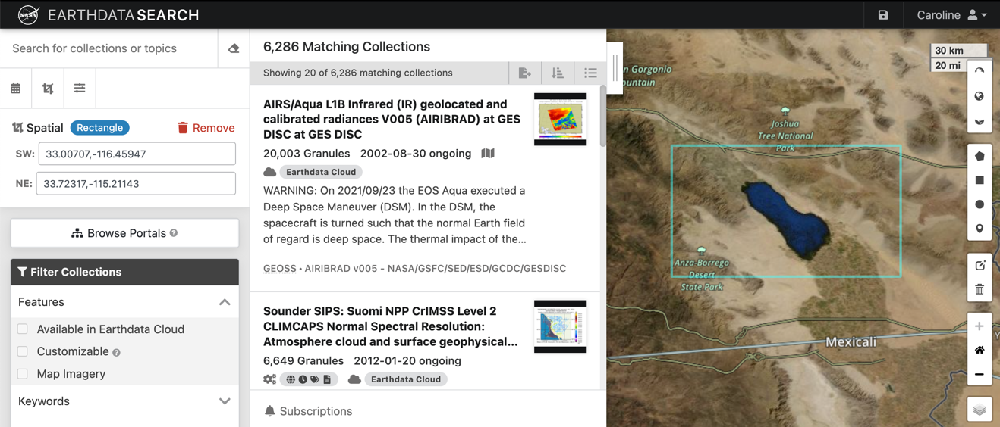 NASA EARTHDATA SEARCH
Caroline
Search for collections or topics
Spatial Rectangle Remove
SW: 33.00707,-116.45947
NE: 33.72317,-115.21143
Browse Portals
Filter Collections
Features
Available in Earthdata Cloud
Customizable
Map Imagery
Keywords
6,286 Matching Collections
Showing 20 of 6,286 matching collections
AIRS/Aqua L1B Infrared (IR) geolocated and
calibrated radiances V005 (AIRIBRAD) at GES
DISC at GES DISC
20,003 Granules 2002-08-30 ongoing
Earthdata Cloud
WARNING: On 2021/09/23 the EOS Aqua executed a
Deep Space Maneuver (DSM). In the DSM, the
spacecraft is turned such that the normal Earth field
of regard is deep space. The thermal impact of the...
GEOSS • AIRIBRAD v005 - NASA/GSFC/SED/ESD/GCDC/GESDISC
Sounder SIPS: Suomi NPP CrIMSS Level 2
CLIMCAPS Normal Spectral Resolution:
Atmosphere cloud and surface geophysical...
6,649 Granules 2012-01-20 ongoing
Earthdata Cloud
Subscriptions
30 km
20 mi
n Gorgonio
ountain
Joshua
Tree National
Park
Anza-Borrego
Desert
State Park
Mexicali
Y